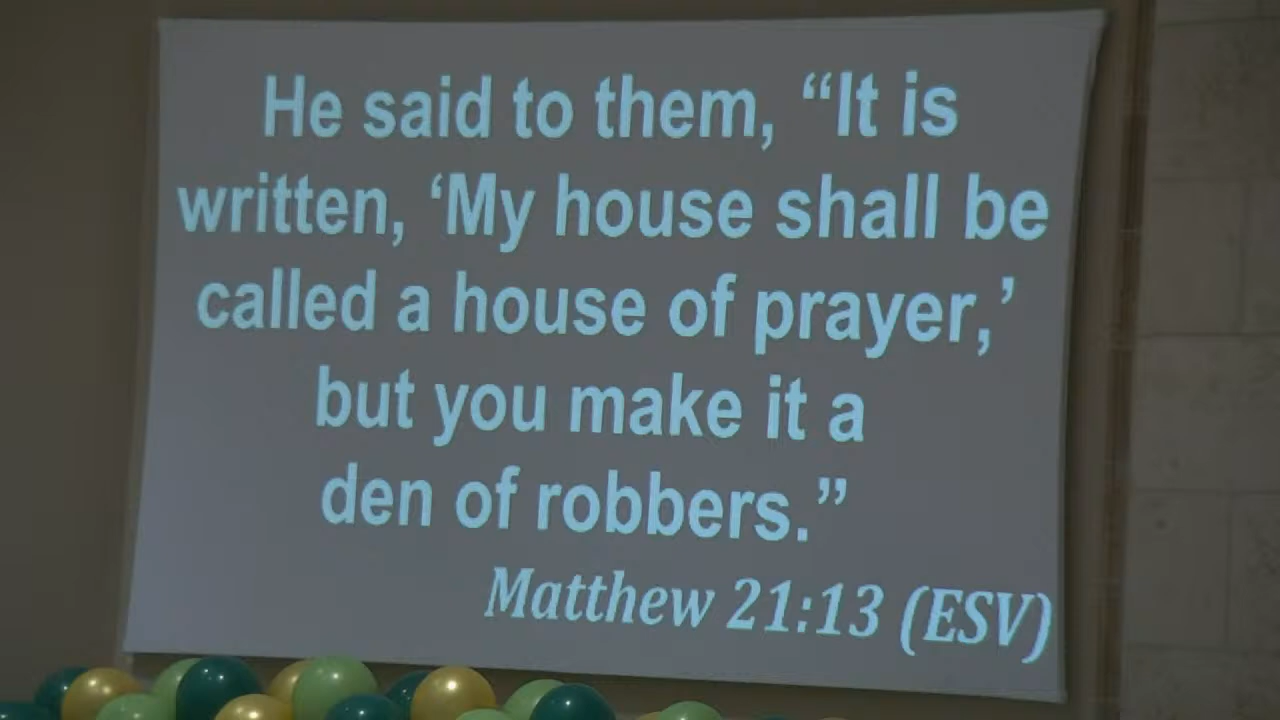 He said to them, “It is
written, ‘My house shall be
called a house of prayer,’
but you make it a
den of robbers.”
Matthew 21:13 (ESV)